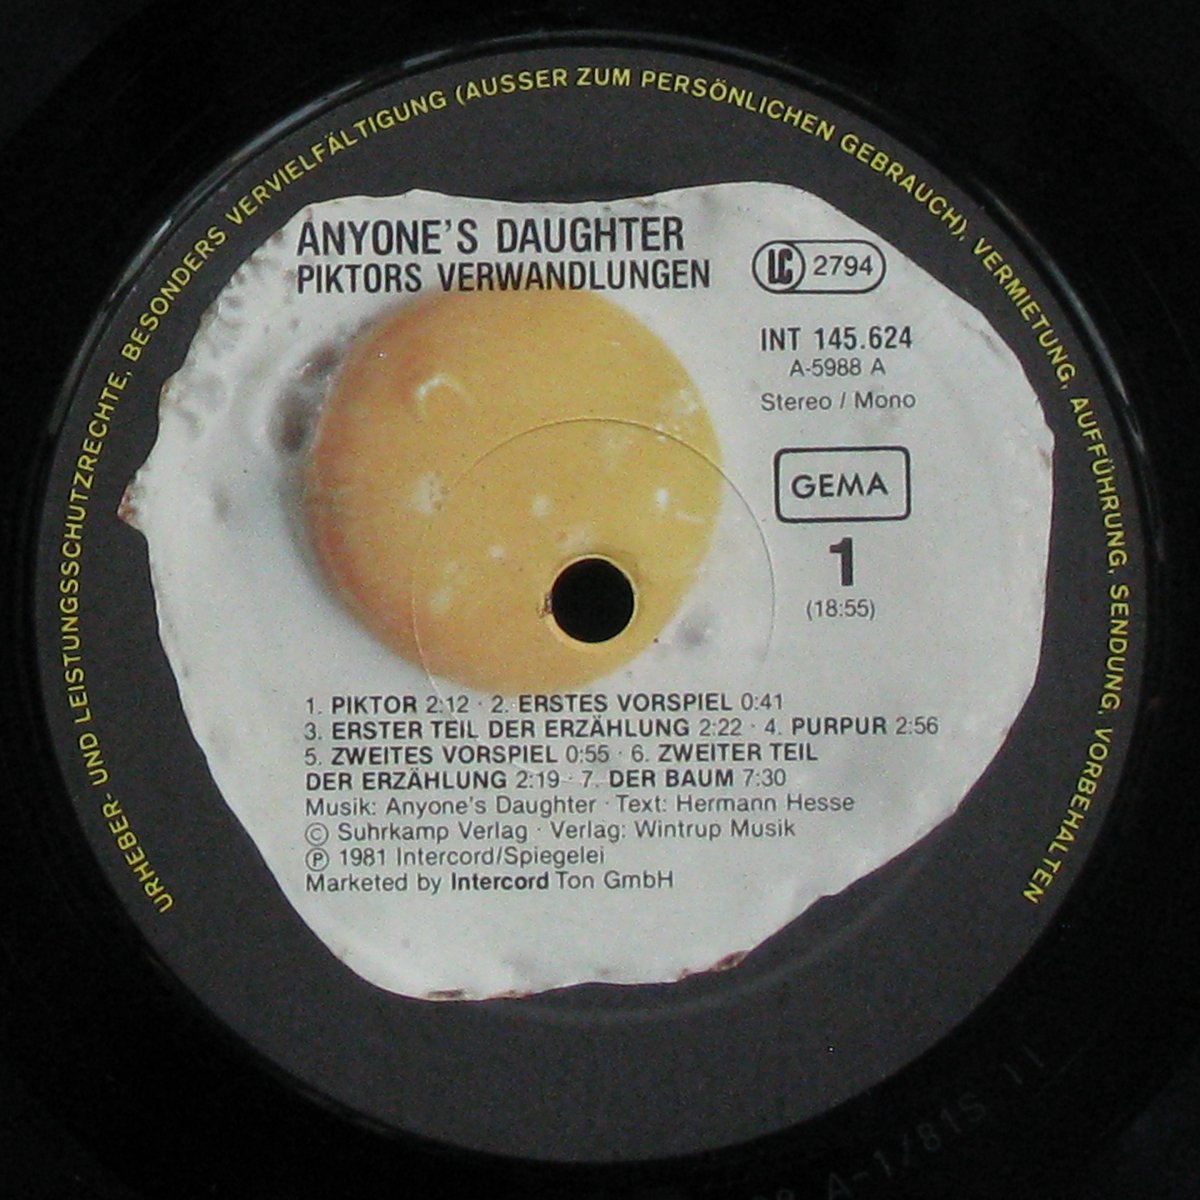 URHEBER- UND LEISTUNGSSCHUTZRECHTE, BESONDERS VERVIELFÄLTIGUNG (AUSSER ZUM PERSÖNLICHEN GEBRAUCH), VERMIETUNG, AUFFÜHRUNG, SENDUNG, VORBEHALTEN
ANYONE'S DAUGHTER
PIKTORS VERWANDLUNGEN
LC 2794
INT 145.624
A-5988 A
Stereo / Mono
GEMA
1
(18:55)
1. PIKTOR 2:12 · 2. ERSTES VORSPIEL 0:41
3. ERSTER TEIL DER ERZÄHLUNG 2:22 · 4. PURPUR 2:56
5. ZWEITES VORSPIEL 0:55 · 6. ZWEITER TEIL
DER ERZÄHLUNG 2:19 · 7. DER BAUM 7:30
Musik: Anyone's Daughter · Text: Hermann Hesse
© Suhrkamp Verlag · Verlag: Wintrup Musik
℗ 1981 Intercord/Spiegelei
Marketed by Intercord Ton GmbH